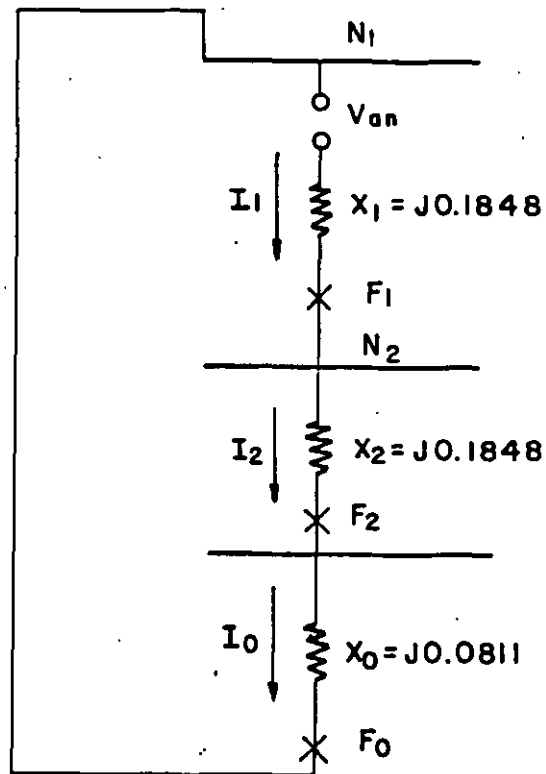 N1
Van
I1
X1 = J0.1848
F1
N2
I2
X2 = J0.1848
F2
I0
X0 = J0.0811
F0